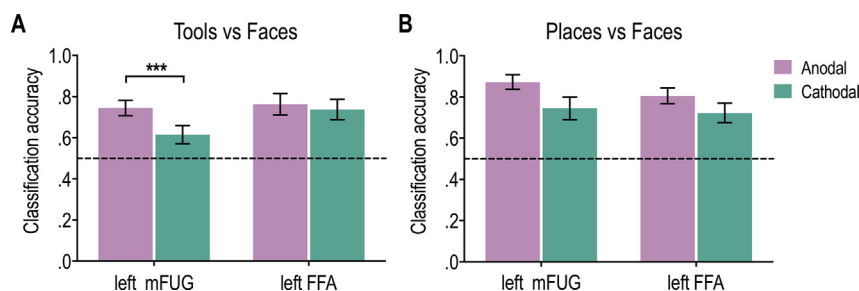 A
Tools vs Faces
Classification accuracy
1.0
.8
.6
.4
.2
.0
***
left mFUG
left FFA
B
Places vs Faces
Classification accuracy
1.0
.8
.6
.4
.2
.0
left mFUG
left FFA
Anodal
Cathodal